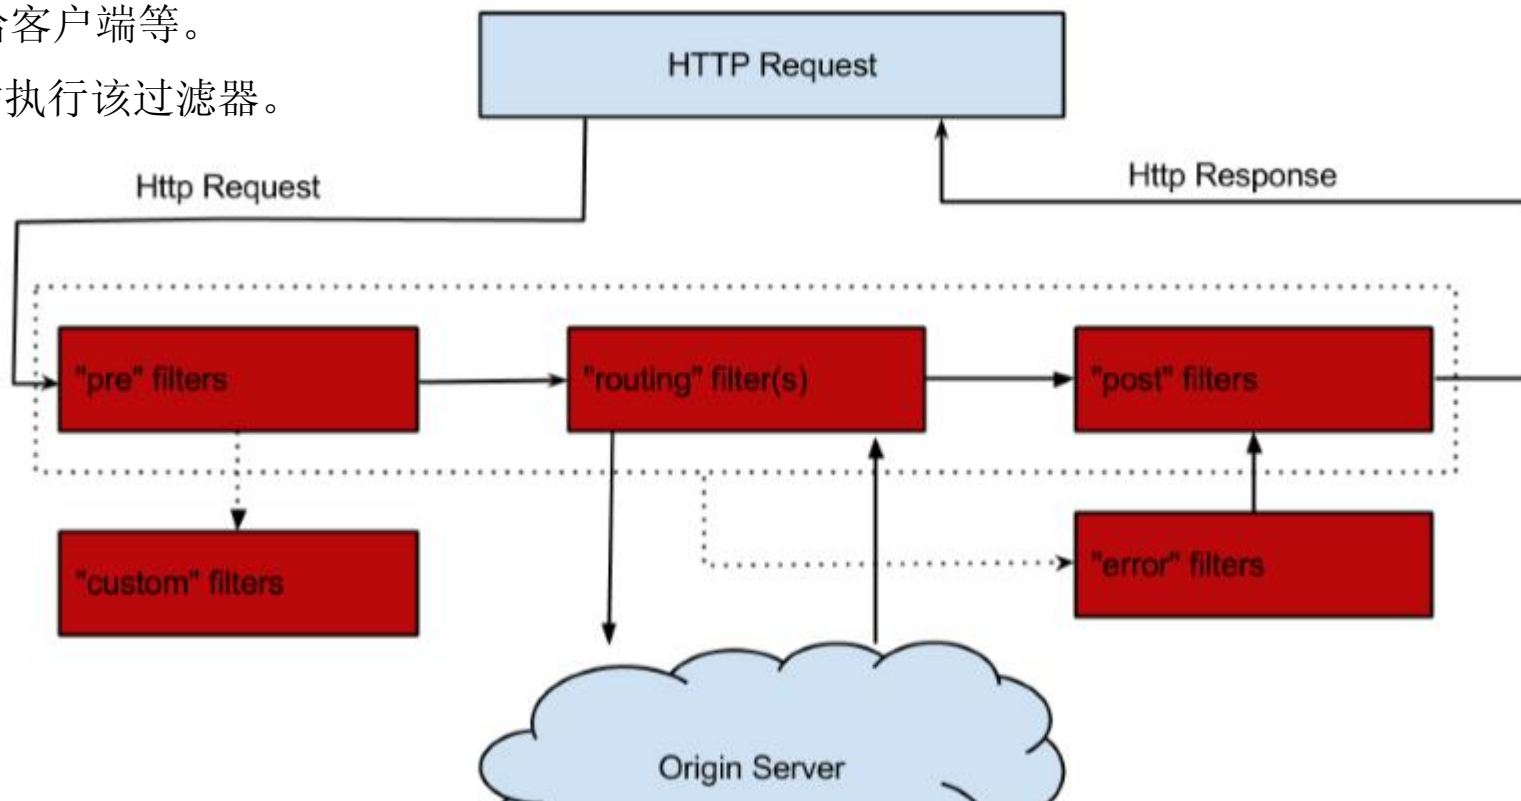 客户端等。
执行该过滤器。
HTTP Request
Http Request
Http Response
"pre" filters
"routing" filter(s)
"post" filters
"custom" filters
"error" filters
Origin Server